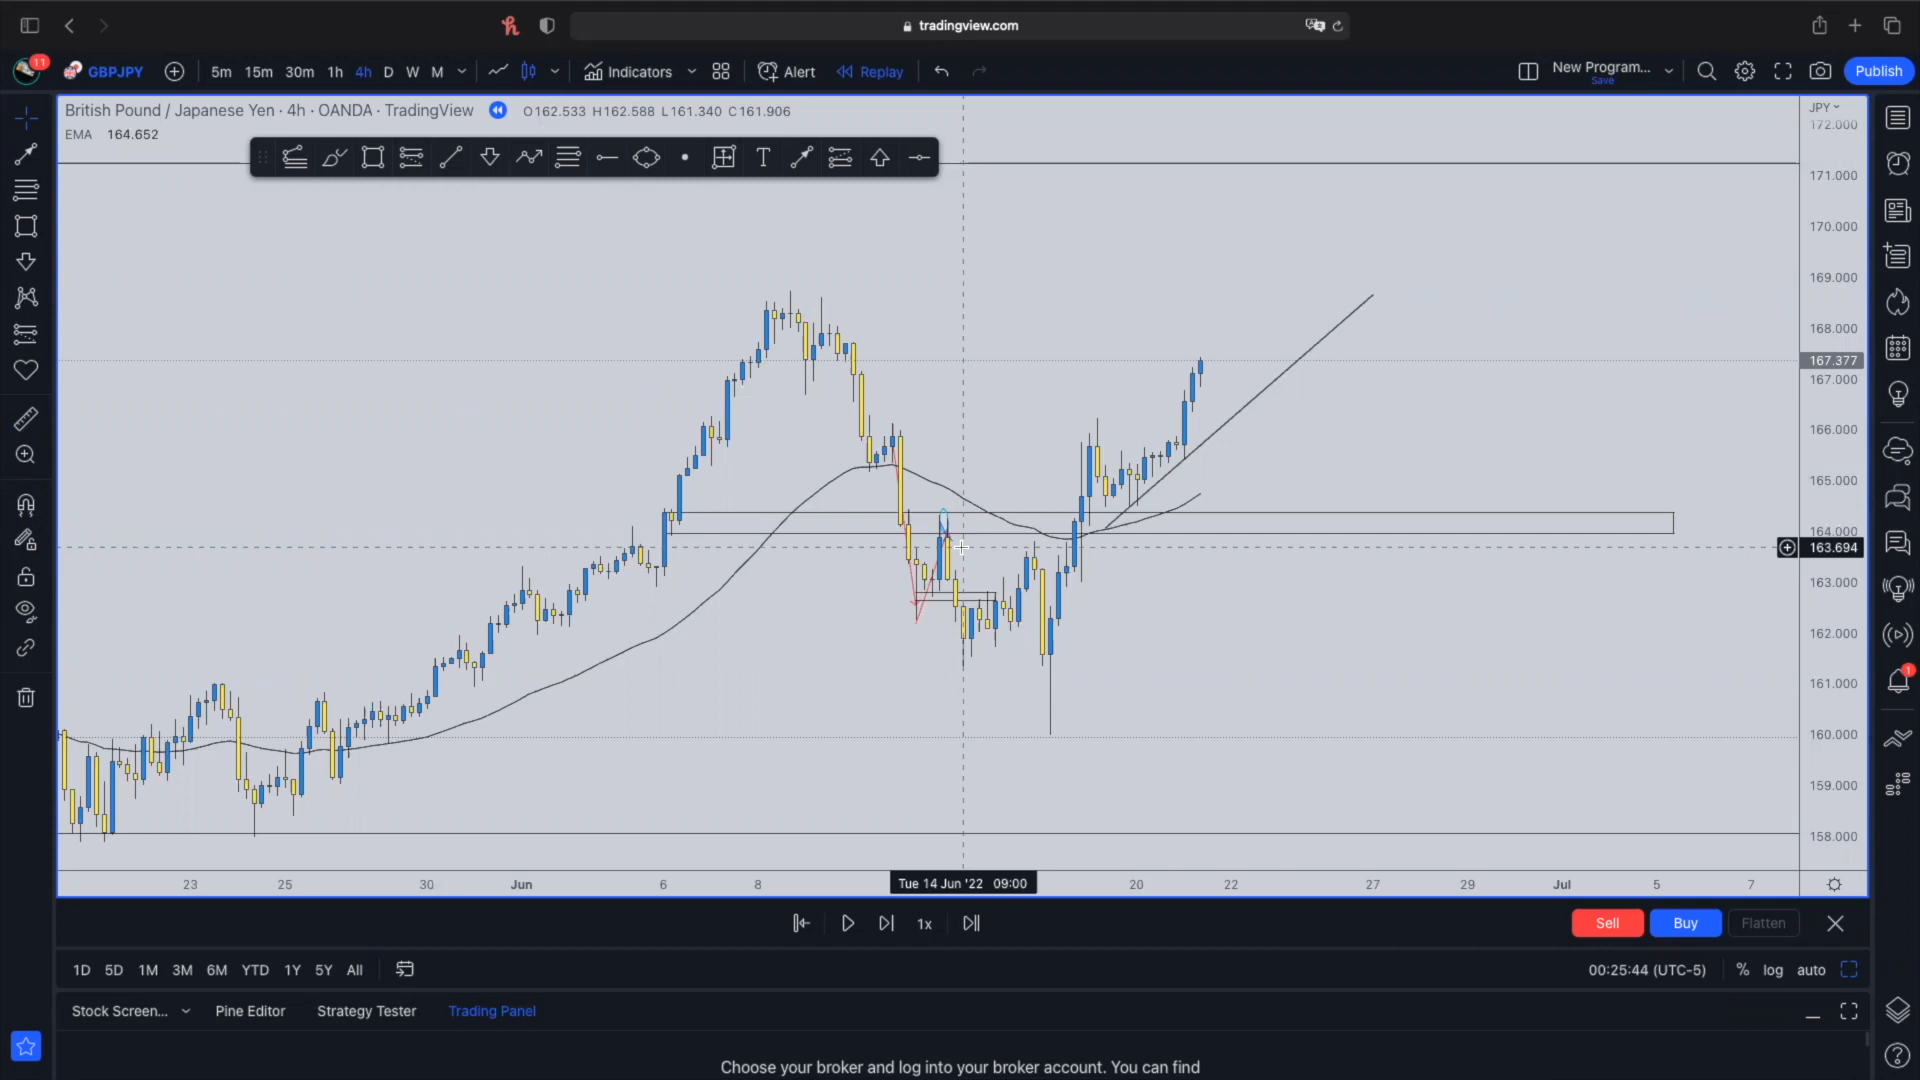 tradingview.com
11
GBPJPY
5m 15m 30m 1h 4h D W M
Indicators
Alert
Replay
New Program...
Save
Publish
British Pound / Japanese Yen · 4h · OANDA · TradingView
O162.533 H162.588 L161.340 C161.906
EMA 164.652
JPY
172.000
171.000
170.000
169.000
168.000
167.377
167.000
166.000
165.000
164.000
163.694
163.000
162.000
161.000
160.000
159.000
158.000
1
23 25 30 Jun 6 8 Tue 14 Jun '22 09:00 20 22 27 29 Jul 5 7
1x
Sell
Buy
Flatten
1D 5D 1M 3M 6M YTD 1Y 5Y All
00:25:44 (UTC-5)
% log auto
Stock Screen...
Pine Editor
Strategy Tester
Trading Panel
Choose your broker and log into your broker account. You can find